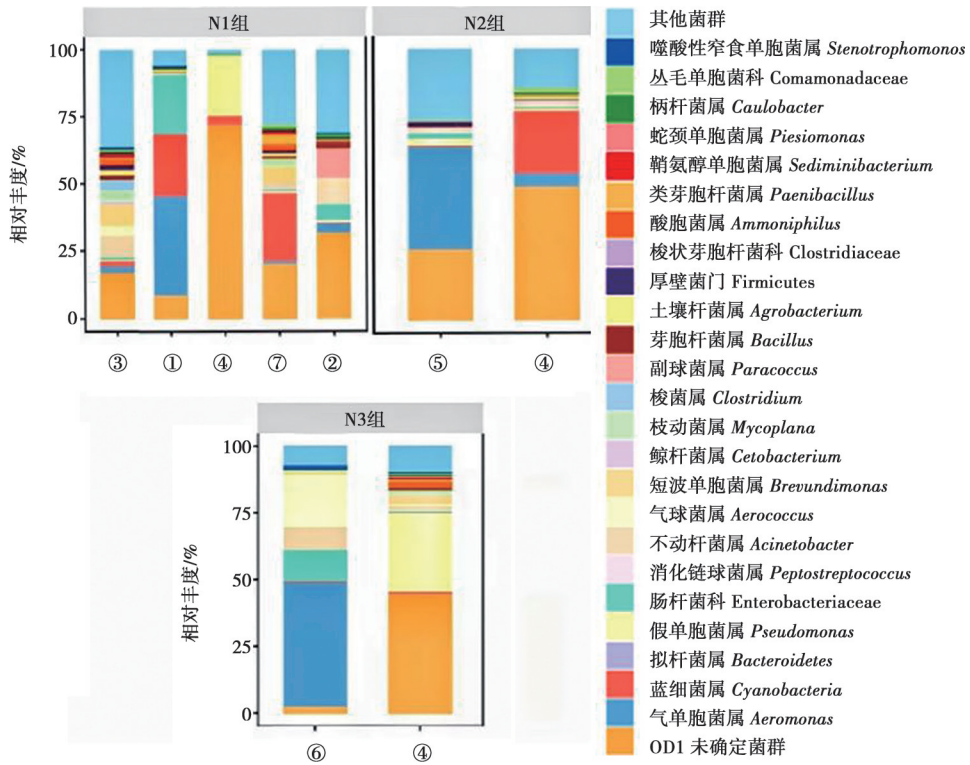 N1组
N2组
相对丰度/%
100
75
50
25
0
③ ① ④ ⑦ ②
⑤ ④
N3组
相对丰度/%
100
75
50
25
0
⑥ ④
其他菌群
噬酸性窄食单胞菌属 Stenotrophomonos
丛毛单胞菌科 Comamonadaceae
柄杆菌属 Caulobacter
蛇颈单胞菌属 Piesiomonas
鞘氨醇单胞菌属 Sediminibacterium
类芽胞杆菌属 Paenibacillus
酸胞菌属 Ammoniphilus
梭状芽胞杆菌科 Clostridiaceae
厚壁菌门 Firmicutes
土壤杆菌属 Agrobacterium
芽胞杆菌属 Bacillus
副球菌属 Paracoccus
梭菌属 Clostridium
枝动菌属 Mycoplana
鲸杆菌属 Cetobacterium
短波单胞菌属 Brevundimonas
气球菌属 Aerococcus
不动杆菌属 Acinetobacter
消化链球菌属 Peptostreptococcus
肠杆菌科 Enterobacteriaceae
假单胞菌属 Pseudomonas
拟杆菌属 Bacteroidetes
蓝细菌属 Cyanobacteria
气单胞菌属 Aeromonas
OD1 未确定菌群